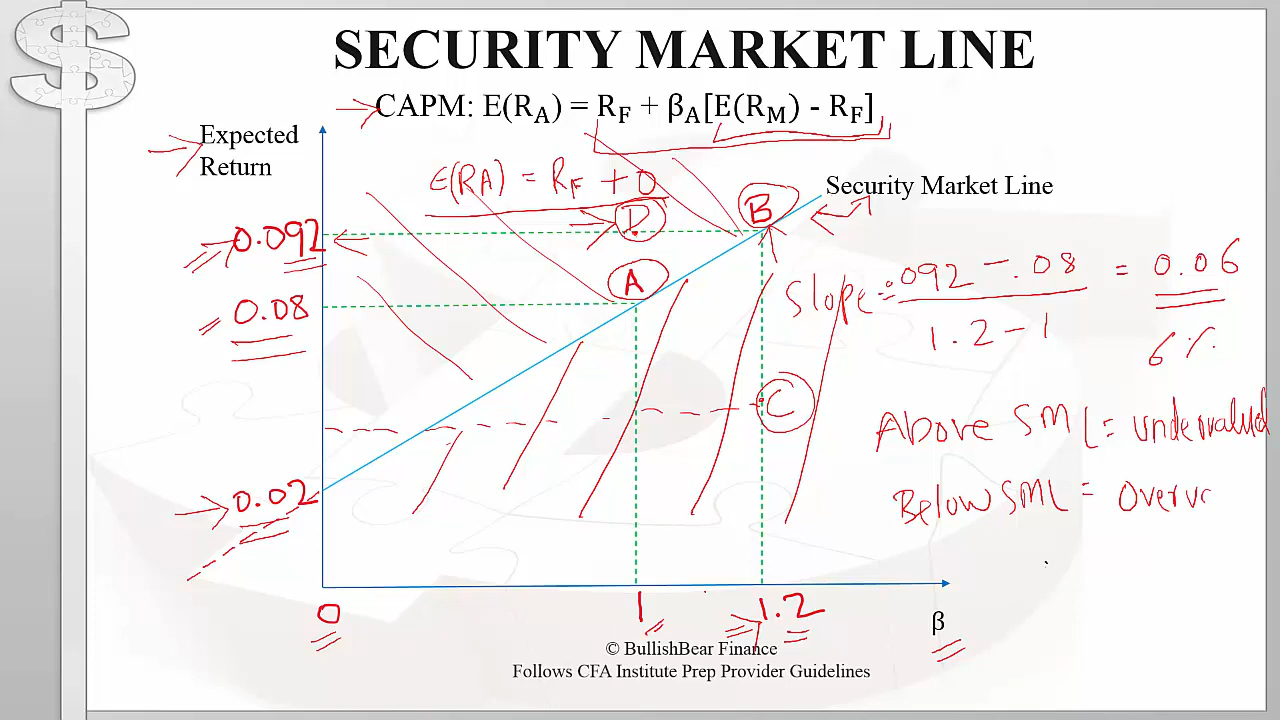 SECURITY MARKET LINE
CAPM: E(RA) = RF + βA[E(RM) - RF]
Expected
Return
E(RA) = RF + 0
Security Market Line
D
B
0.092
A
0.08
Slope = .092 - .08 = 0.06
1.2 - 1
6%
C
Above SML = undervalued
Below SML = Overv
0.02
0
1
1.2
β
© BullishBear Finance
Follows CFA Institute Prep Provider Guidelines